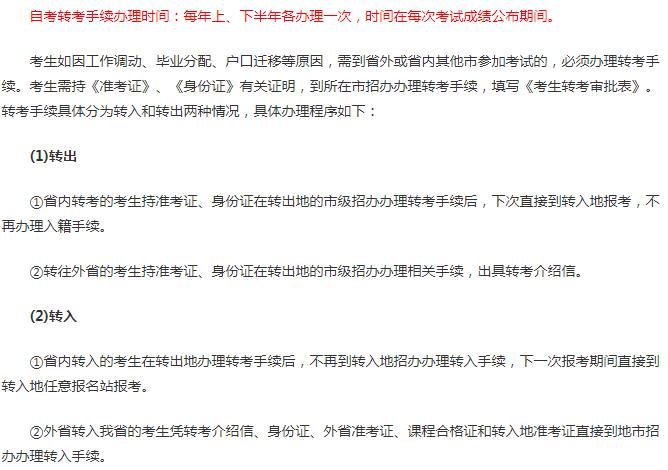 自考转考手续办理时间：每年上、下半年各办理一次，时间在每次考试成绩公布期间。
考生如因工作调动、毕业分配、户口迁移等原因，需到省外或省内其他市参加考试的，必须办理转考手
续。考生需持《准考证》、《身份证》有关证明，到所在市招办办理转考手续，填写《考生转考审批表》。
转考手续具体分为转入和转出两种情况，具体办理程序如下：
(1)转出
①省内转考的考生持准考证、身份证在转出地的市级招办办理转考手续后，下次直接到转入地报考，不
再办理入籍手续。
②转往外省的考生持准考证、身份证在转出地的市级招办办理相关手续，出具转考介绍信。
(2)转入
①省内转入的考生在转出地办理转考手续后，不再到转入地招办办理转入手续，下一次报考期间直接到
转入地任意报名站报考。
②外省转入我省的考生凭转考介绍信、身份证、外省准考证、课程合格证和转入地准考证直接到地市招
办办理转入手续。